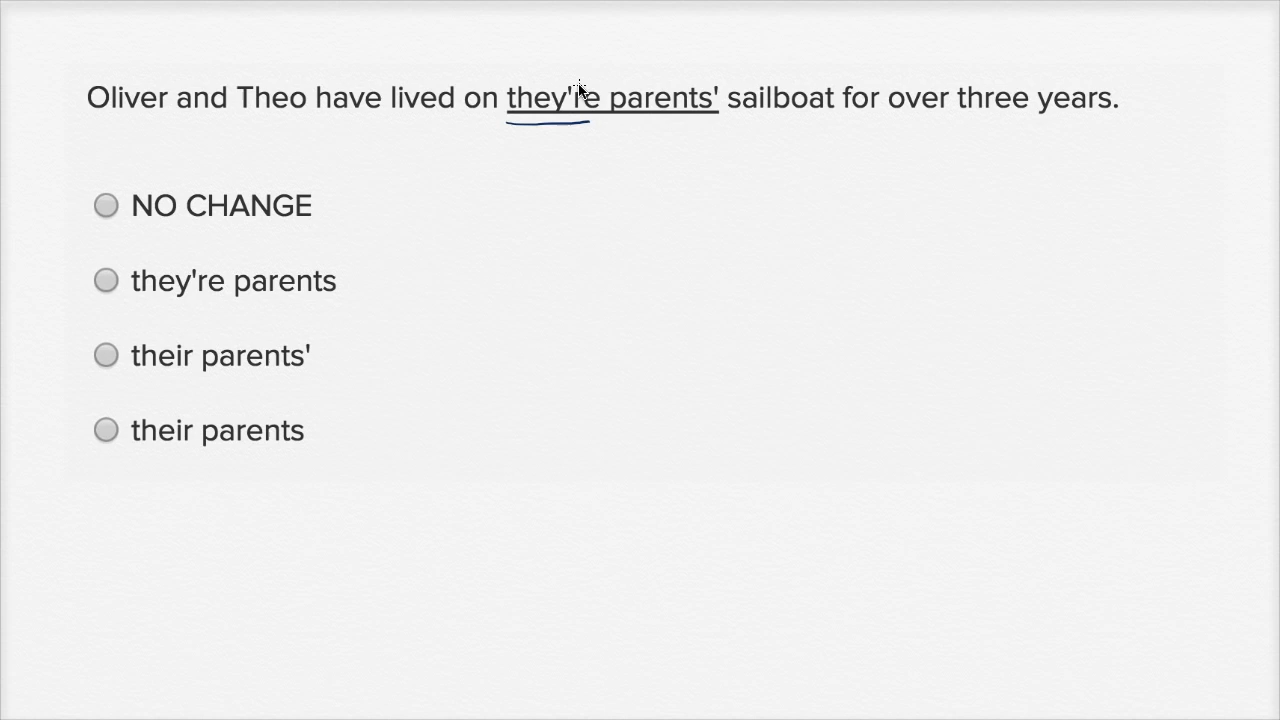 Oliver and Theo have lived on they're parents' sailboat for over three years.
NO CHANGE
they're parents
their parents'
their parents